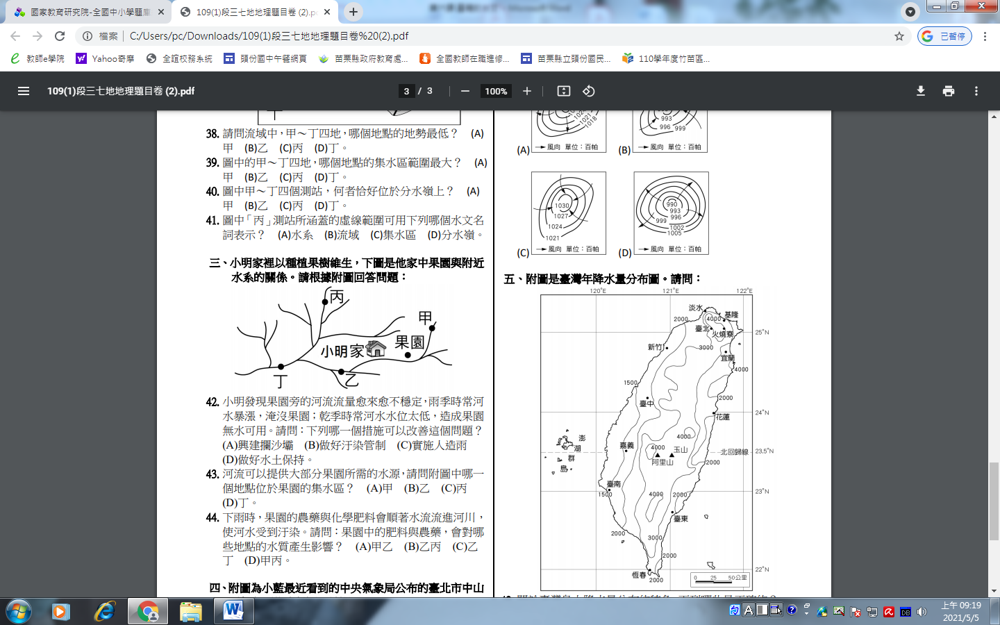 國家教育研究院-全國中小學題庫
109(1)段三七地地理題目卷 (2).pd
檔案
C:/Users/pc/Downloads/109(1)段三七地地理題目卷%20(2).pdf
已暫停
教師e學院
Yahoo奇摩
全誼校務系統
頭份國中午餐網頁
苗栗縣政府教育處...
全國教師在職進修...
苗栗縣立頭份國民...
110學年度竹苗區...
109(1)段三七地地理題目卷 (2).pdf
3 / 3
100%
38. 請問流域中，甲～丁四地，哪個地點的地勢最低？ (A)
甲 (B)乙 (C)丙 (D)丁。
39. 圖中的甲～丁四地，哪個地點的集水區範圍最大？ (A)
甲 (B)乙 (C)丙 (D)丁。
40. 圖中甲～丁四個測站，何者恰好位於分水嶺上？ (A)
甲 (B)乙 (C)丙 (D)丁。
41. 圖中「丙」測站所涵蓋的虛線範圍可用下列哪個水文名
詞表示？ (A)水系 (B)流域 (C)集水區 (D)分水嶺。
三、小明家裡以種植果樹維生，下圖是他家中果園與附近
水系的關係。請根據附圖回答問題：
丙
甲
果園
小明家
丁
乙
42. 小明發現果園旁的河流流量愈來愈不穩定，雨季時常河
水暴漲，淹沒果園；乾季時常河水水位太低，造成果園
無水可用。請問：下列哪一個措施可以改善這個問題？
(A)興建攔沙壩 (B)做好汙染管制 (C)實施人造雨
(D)做好水土保持。
43. 河流可以提供大部分果園所需的水源，請問附圖中哪一
個地點位於果園的集水區？ (A)甲 (B)乙 (C)丙
(D)丁。
44. 下雨時，果園的農藥與化學肥料會順著水流流進河川，
使河水受到汙染。請問：果園中的肥料與農藥，會對哪
些地點的水質產生影響？ (A)甲乙 (B)乙丙 (C)乙
丁 (D)甲丙。
四、附圖為小藍最近看到的中央氣象局公布的臺北市中山
1021
1018
(A)
風向 單位：百帕
993
996 999
(B)
風向 單位：百帕
1030
1027
1024
1021
(C)
風向 單位：百帕
990
993
996
999
1002
1005
(D)
風向 單位：百帕
五、附圖是臺灣年降水量分布圖。請問：
120°E 121°E 122°E
淡水
基隆
2000
4000
臺北
火燒寮
25°N
新竹
3000
宜蘭
4000
1500
臺中
2000
24°N
花蓮
澎湖群島
嘉義
4000
4000
玉山
阿里山
北回歸線 23.5°N
2000
臺南
1500
4000
2000
23°N
臺東
2000
3000
2000
恆春
2000
22°N
0 25 50公里
上午 09:19
2021/5/5